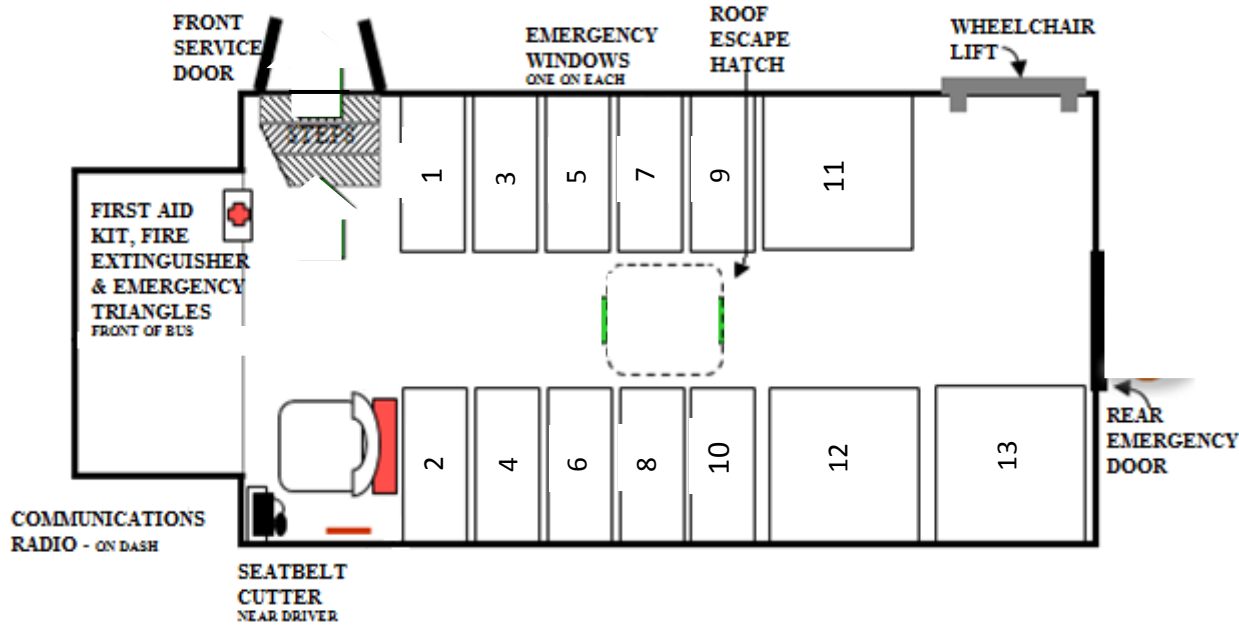 FRONT
SERVICE
DOOR
EMERGENCY
WINDOWS
ONE ON EACH
ROOF
ESCAPE
HATCH
WHEELCHAIR
LIFT
STEPS
1
3
5
7
9
11
FIRST AID
KIT, FIRE
EXTINGUISHER
& EMERGENCY
TRIANGLES
FRONT OF BUS
2
4
6
8
10
12
13
REAR
EMERGENCY
DOOR
COMMUNICATIONS
RADIO - ON DASH
SEATBELT
CUTTER
NEAR DRIVER